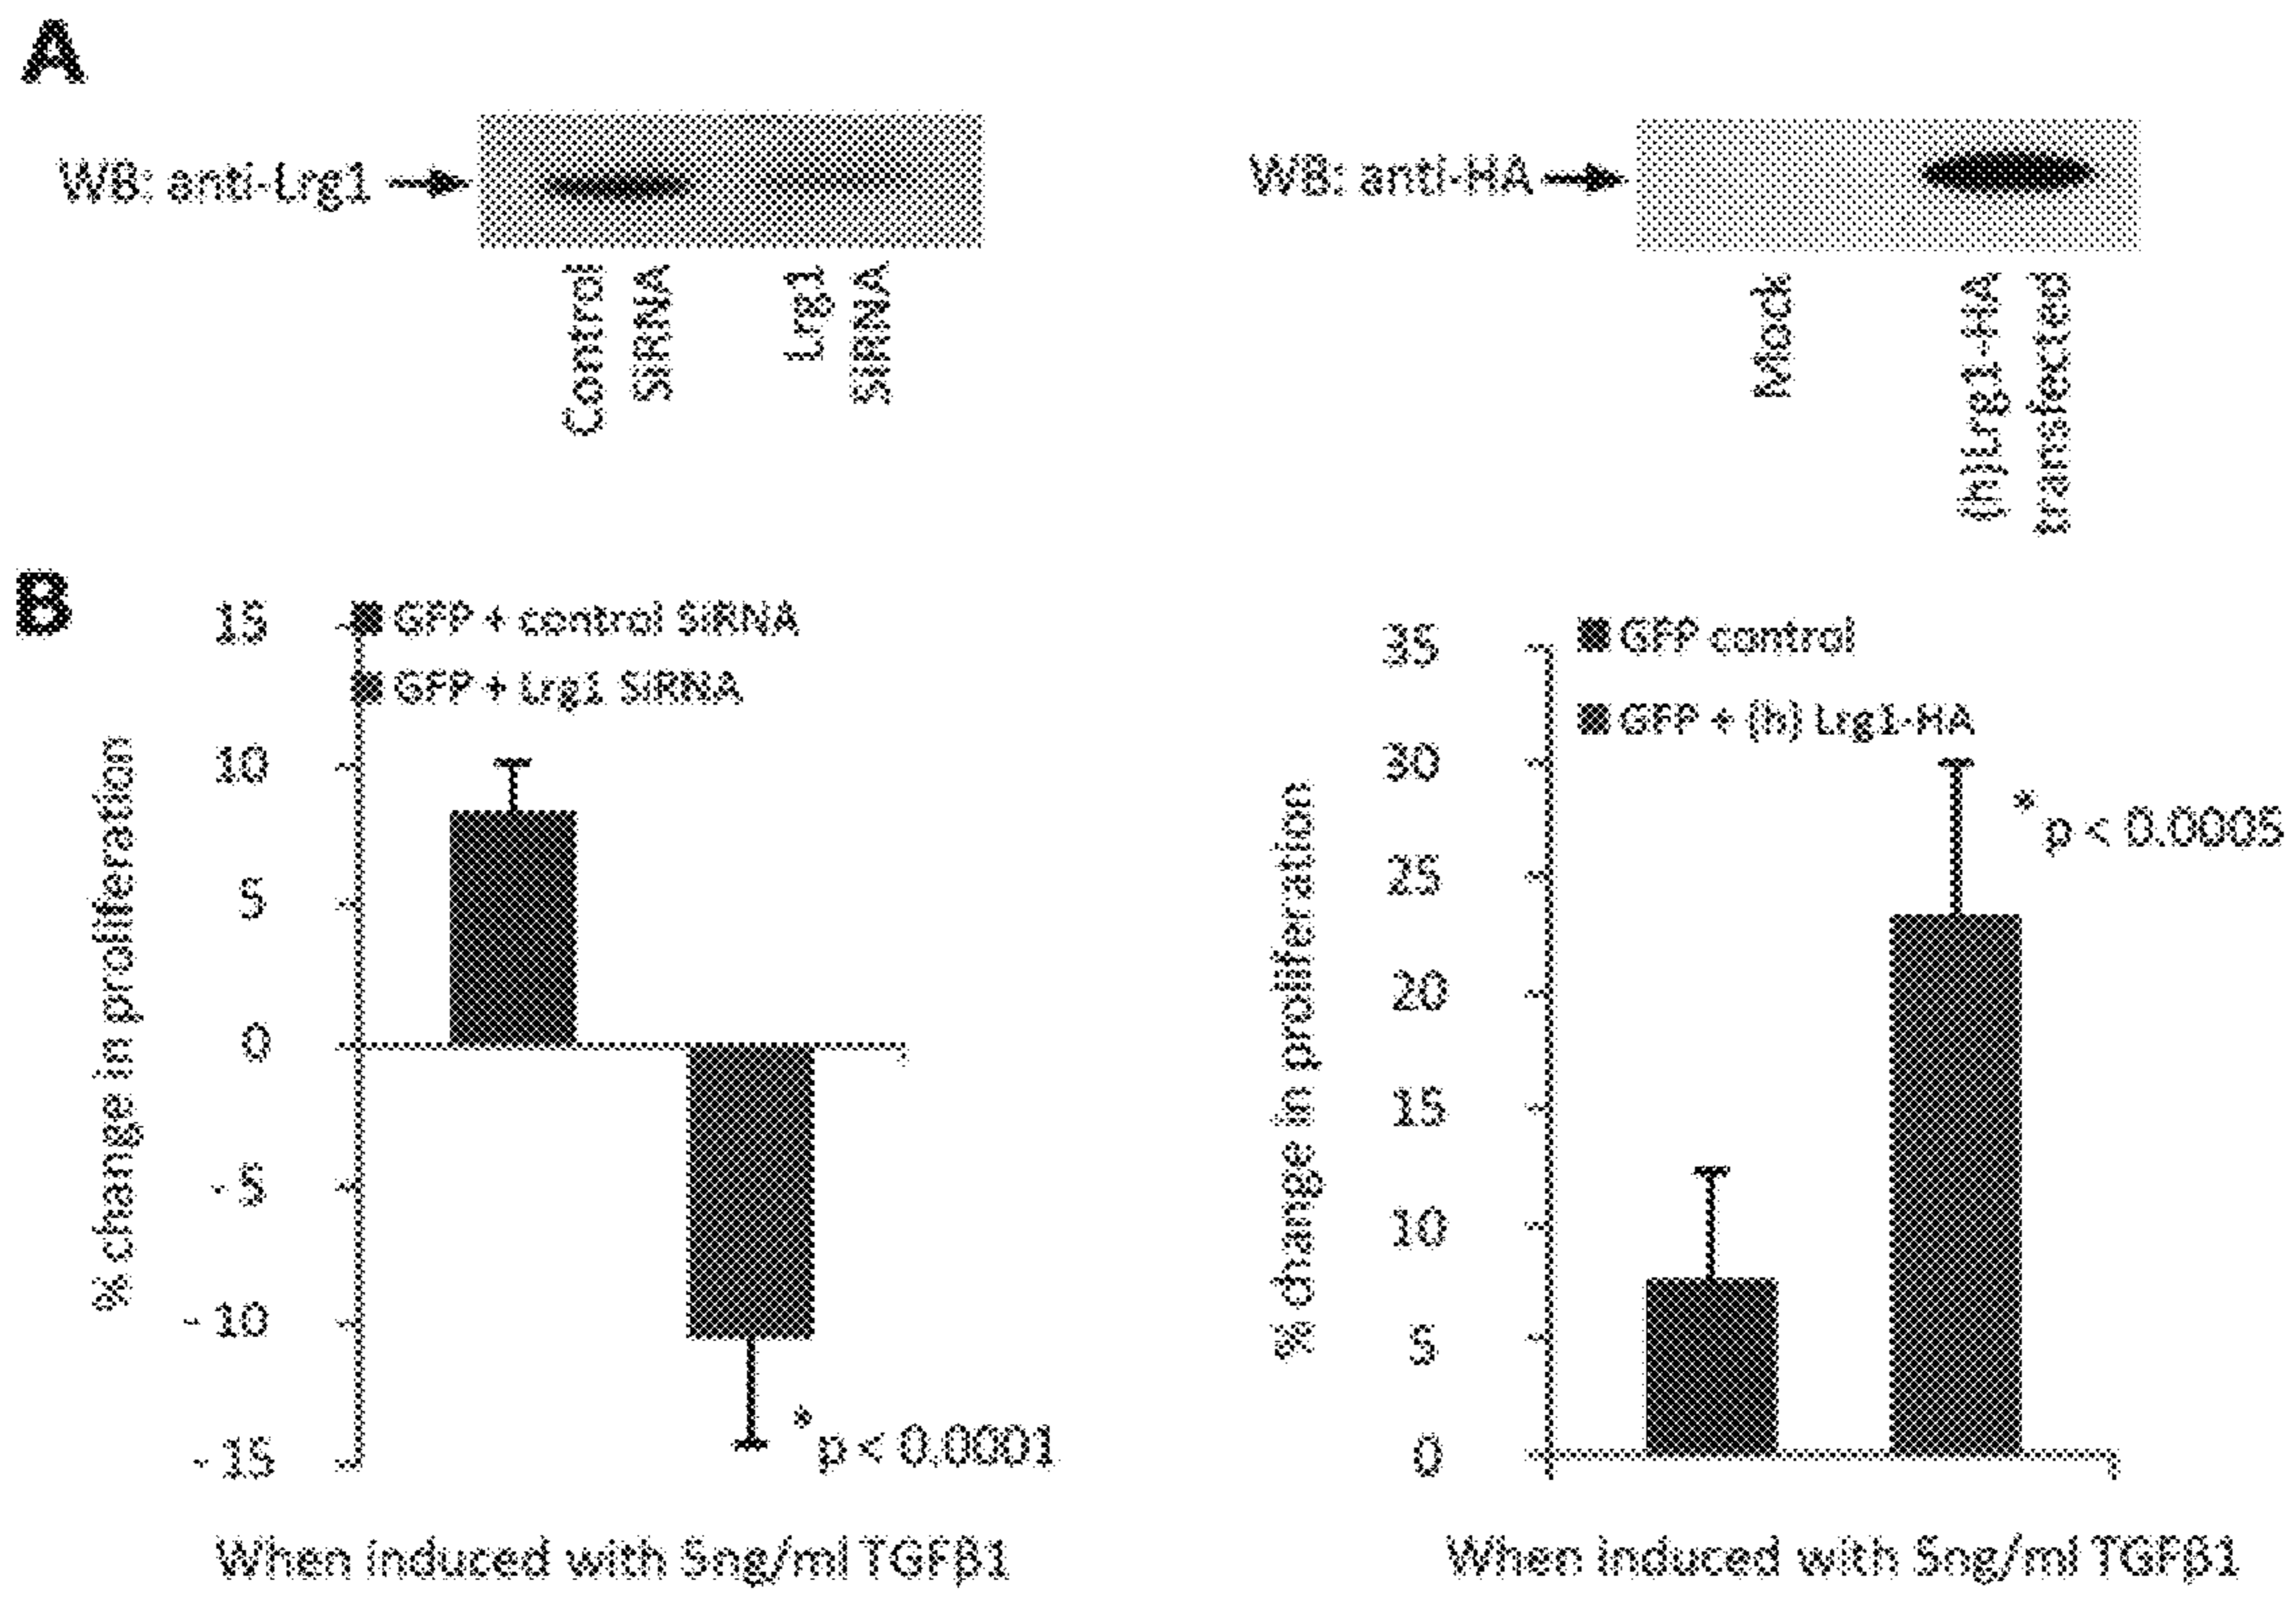 A
WB: anti-Lrg1
Control
SiRNA
Lrg1
SiRNA
WB: anti-HA
Mock
(h)Lrg1-HA
transfected
B
% change in proliferation
15
10
5
0
- 5
- 10
- 15
GFP + control SiRNA
GFP + Lrg1 SiRNA
*
p < 0.0001
When induced with 5ng/ml TGFβ1
% change in proliferation
35
30
25
20
15
10
5
0
GFP control
GFP + (h) Lrg1-HA
*
p < 0.0005
When induced with 5ng/ml TGFβ1